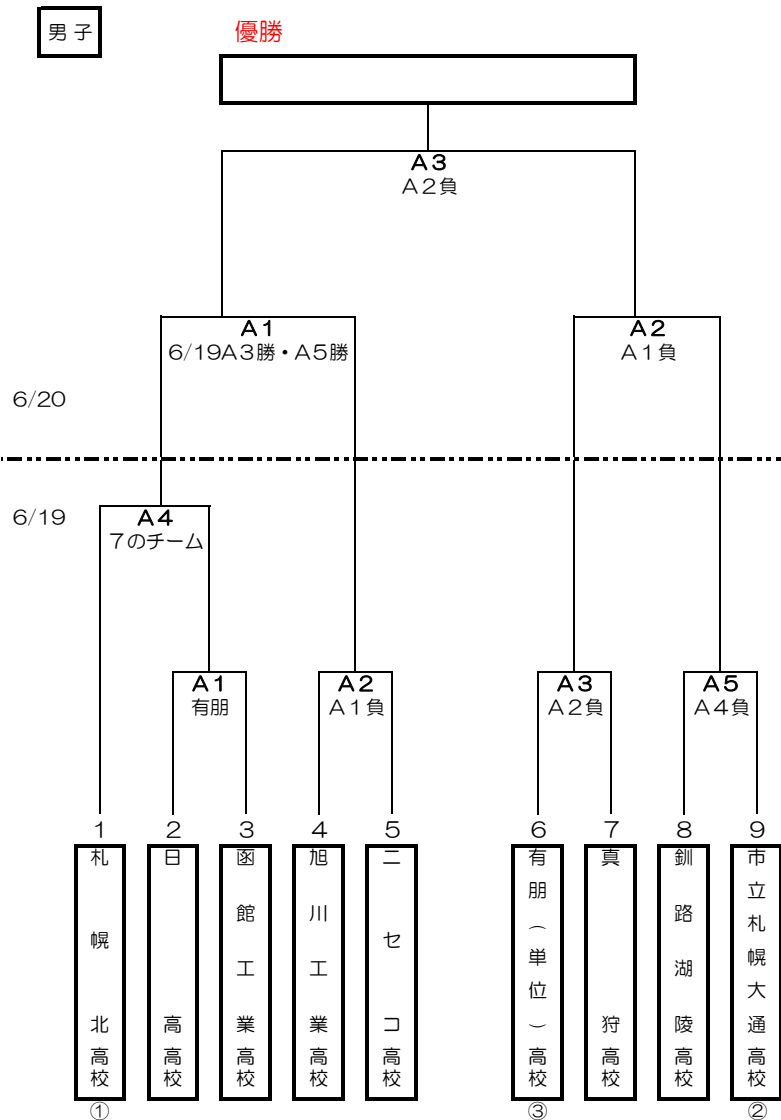 男子
優勝
A3
A2負
A1
6/19A3勝・A5勝
A2
A1負
6/20
6/19
A4
7のチーム
A1
有朋
A2
A1負
A3
A2負
A5
A4負
1
2
3
4
5
6
7
8
9
札幌北高校
日高高校
函館工業高校
旭川工業高校
ニセコ高校
有朋(単位)高校
真狩高校
釧路湖陵高校
市立札幌大通高校
①
③
②